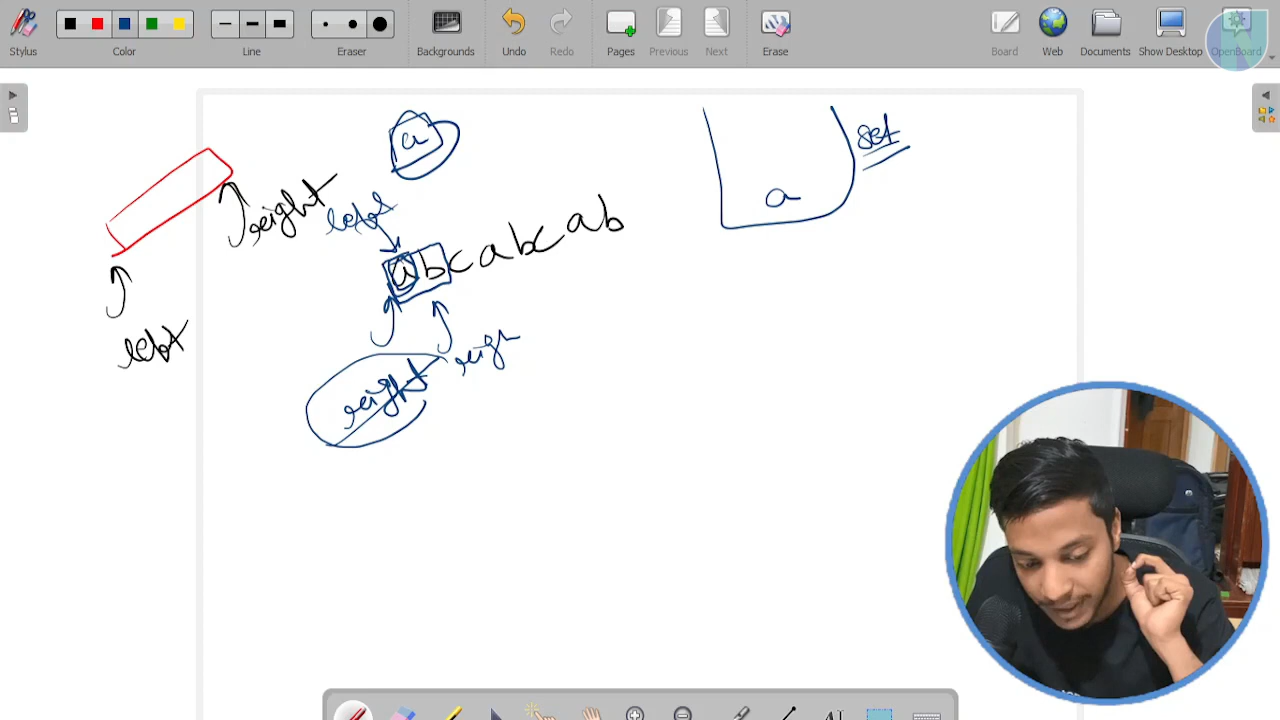 Stylus
Color
Line
Eraser
Backgrounds
Undo
Redo
Pages
Previous
Next
Erase
Board
Web
Documents
Show Desktop
OpenBoard
a
set
a
right
left
abcabcab
left
right
righ